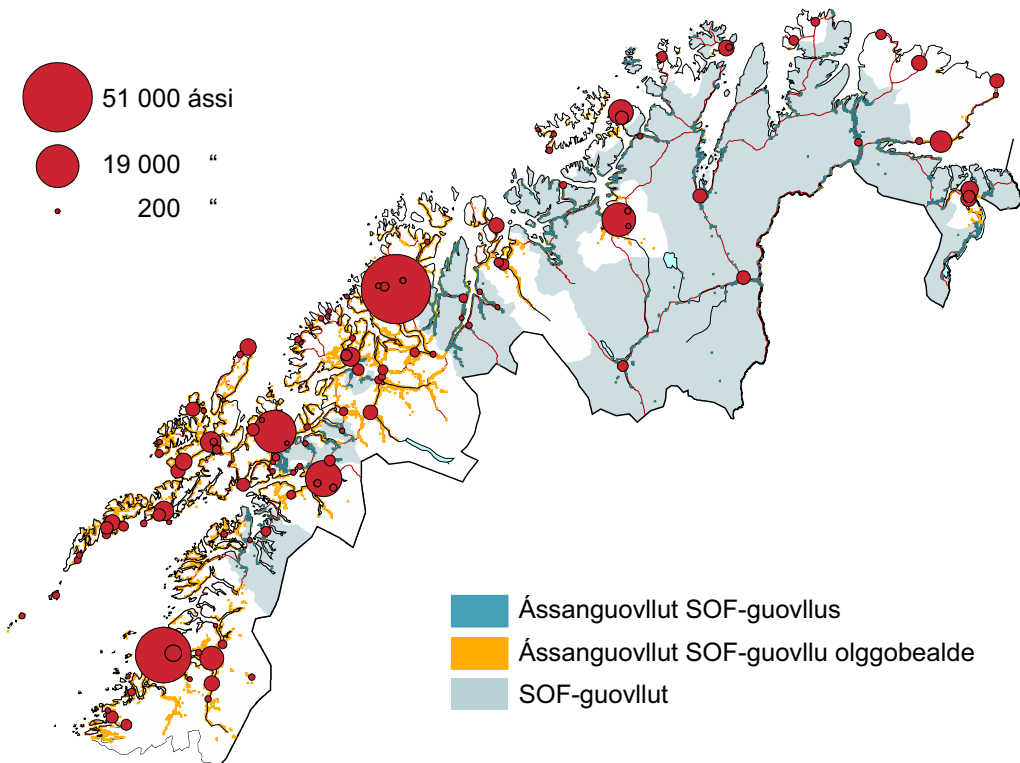 51 000 ássi
19 000 “
200 “
Ássanguovllut SOF-guovllus
Ássanguovllut SOF-guovllu olggobealde
SOF-guovllut